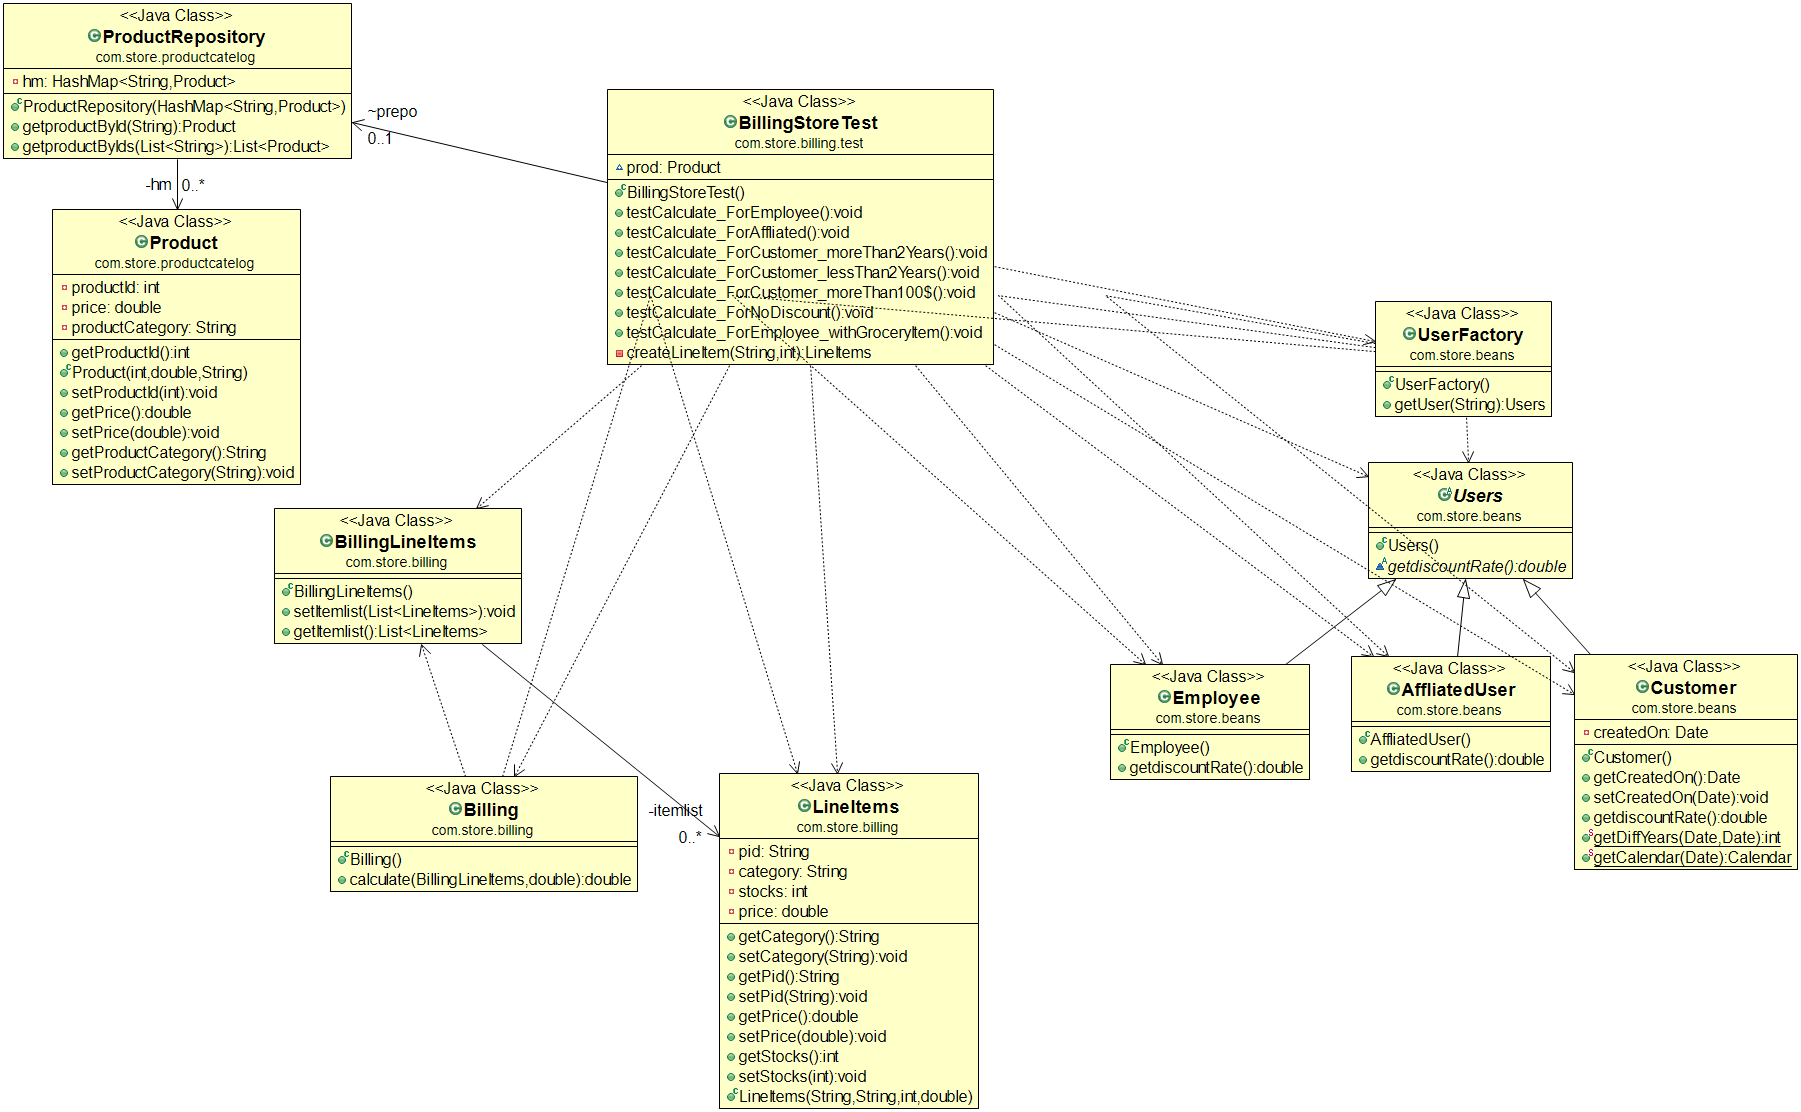 <<Java Class>>
ProductRepository
com.store.productcatelog
hm: HashMap<String,Product>
ProductRepository(HashMap<String,Product>)
getproductById(String):Product
getproductByIds(List<String>):List<Product>
~prepo
0..1
-hm 0..*
<<Java Class>>
Product
com.store.productcatelog
productId: int
price: double
productCategory: String
getProductId():int
Product(int,double,String)
setProductId(int):void
getPrice():double
setPrice(double):void
getProductCategory():String
setProductCategory(String):void
<<Java Class>>
BillingStoreTest
com.store.billing.test
prod: Product
BillingStoreTest()
testCalculate_ForEmployee():void
testCalculate_ForAffliated():void
testCalculate_ForCustomer_moreThan2Years():void
testCalculate_ForCustomer_lessThan2Years():void
testCalculate_ForCustomer_moreThan100$():void
testCalculate_ForNoDiscount():void
testCalculate_ForEmployee_withGroceryItem():void
createLineItem(String,int):LineItems
<<Java Class>>
UserFactory
com.store.beans
UserFactory()
getUser(String):Users
<<Java Class>>
Users
com.store.beans
Users()
getdiscountRate():double
<<Java Class>>
BillingLineItems
com.store.billing
BillingLineItems()
setItemlist(List<LineItems>):void
getItemlist():List<LineItems>
<<Java Class>>
Billing
com.store.billing
Billing()
calculate(BillingLineItems,double):double
-itemlist
0..*
<<Java Class>>
LineItems
com.store.billing
pid: String
category: String
stocks: int
price: double
getCategory():String
setCategory(String):void
getPid():String
setPid(String):void
getPrice():double
setPrice(double):void
getStocks():int
setStocks(int):void
LineItems(String,String,int,double)
<<Java Class>>
Employee
com.store.beans
Employee()
getdiscountRate():double
<<Java Class>>
AffliatedUser
com.store.beans
AffliatedUser()
getdiscountRate():double
<<Java Class>>
Customer
com.store.beans
createdOn: Date
Customer()
getCreatedOn():Date
setCreatedOn(Date):void
getdiscountRate():double
getDiffYears(Date,Date):int
getCalendar(Date):Calendar